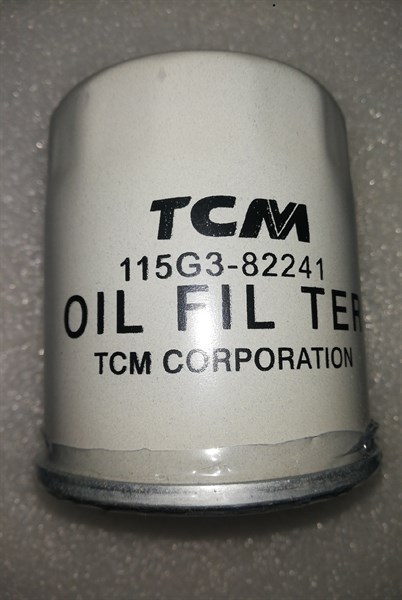 TCM
115G3-82241
OIL FIL TER
TCM CORPORATION